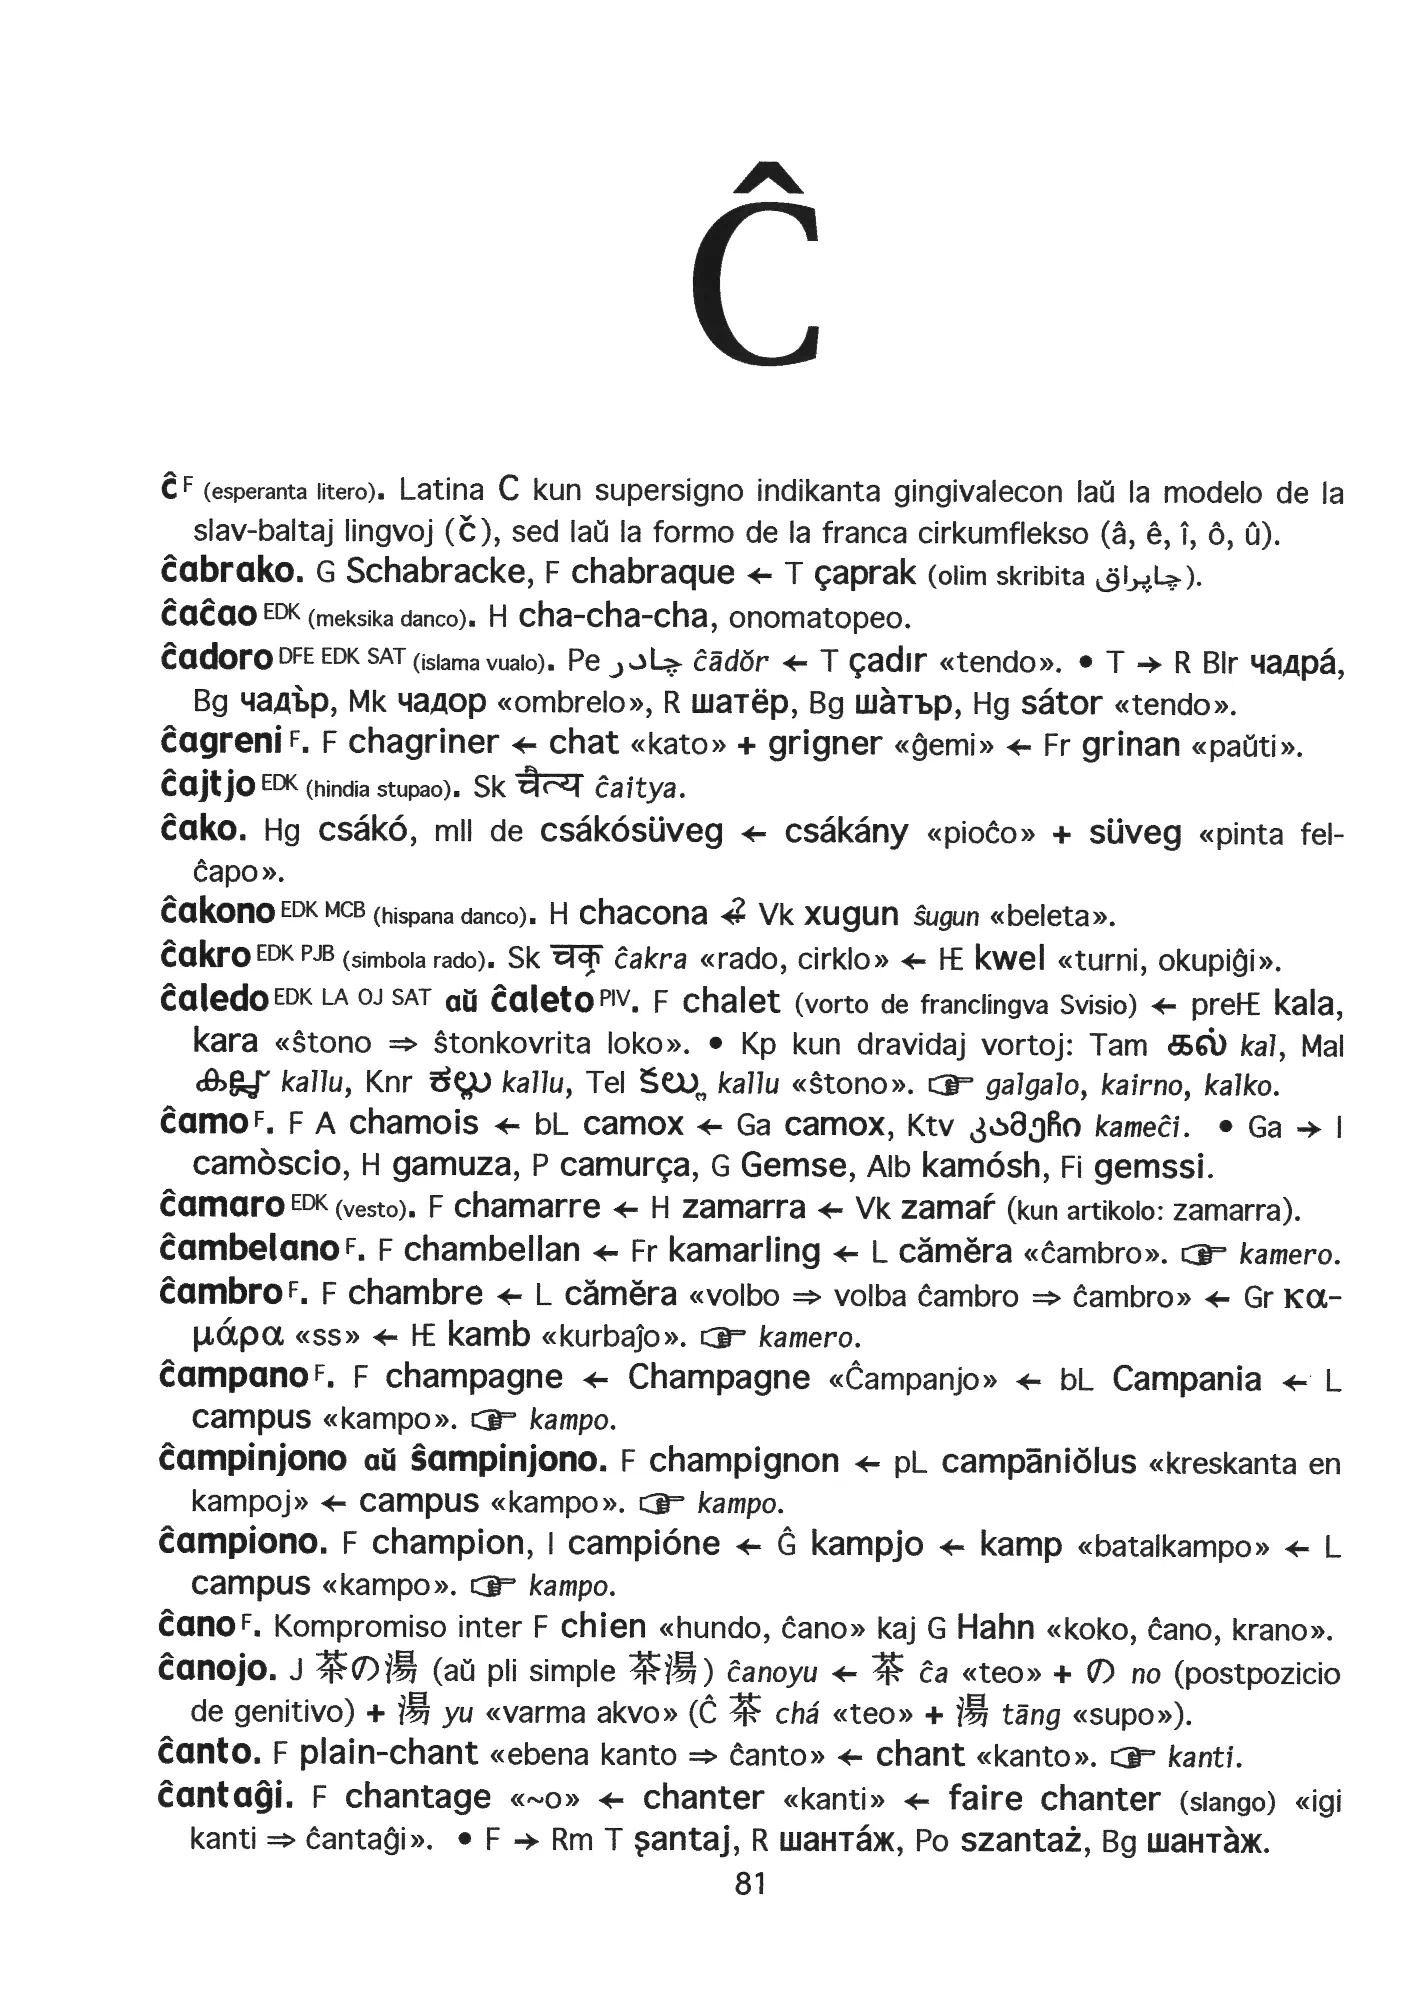 Ĉ
ĉ F (esperanta litero). Latina C kun supersigno indikanta gingivalecon laŭ la modelo de la
slav-baltaj lingvoj (č), sed laŭ la formo de la franca cirkumflekso (â, ê, î, ô, û).
ĉabrako. G Schabracke, F chabraque ← T çaprak (olim skribita چاپراق).
ĉaĉao EDK (meksika danco). H cha-cha-cha, onomatopeo.
ĉadoro DFE EDK SAT (islama vualo). Pe چادر ĉādŏr ← T çadır «tendo». • T → R Blr чадрá,
Bg чадъ̀р, Mk чадор «ombrelo», R шатёр, Bg шàтър, Hg sátor «tendo».
ĉagreni F. F chagriner ← chat «kato» + grigner «ĝemi» ← Fr grinan «paŭti».
ĉajtjo EDK (hindia stupao). Sk चैत्य ĉaitya.
ĉako. Hg csákó, mll de csákósüveg ← csákány «pioĉo» + süveg «pinta fel-
ĉapo».
ĉakono EDK MCB (hispana danco). H chacona ←? Vk xugun ŝugun «beleta».
ĉakro EDK PJB (simbola rado). Sk चक्र ĉakra «rado, cirklo» ← HE kwel «turni, okupiĝi».
ĉaledo EDK LA OJ SAT aŭ ĉaleto PIV. F chalet (vorto de franclingva Svisio) ← preHE kala,
kara «ŝtono ⇒ ŝtonkovrita loko». • Kp kun dravidaj vortoj: Tam கல் kal, Mal
കല്ലു kallu, Knr ಕಲ್ಲು kallu, Tel కల్లు kallu «ŝtono». ☞ galgalo, kairno, kalko.
ĉamo F. F A chamois ← bL camox ← Ga camox, Ktv კამეჩი kameĉi. • Ga → I
camòscio, H gamuza, P camurça, G Gemse, Alb kamósh, Fi gemssi.
ĉamaro EDK (vesto). F chamarre ← H zamarra ← Vk zamaŕ (kun artikolo: zamarra).
ĉambelano F. F chambellan ← Fr kamarling ← L cămĕra «ĉambro». ☞ kamero.
ĉambro F. F chambre ← L cămĕra «volbo ⇒ volba ĉambro ⇒ ĉambro» ← Gr κα-
μάρα «ss» ← HE kamb «kurbaĵo». ☞ kamero.
ĉampano F. F champagne ← Champagne «Ĉampanjo» ← bL Campania ← L
campus «kampo». ☞ kampo.
ĉampinjono aŭ ŝampinjono. F champignon ← pL campāniŏlus «kreskanta en
kampoj» ← campus «kampo». ☞ kampo.
ĉampiono. F champion, I campióne ← Ĝ kampjo ← kamp «batalkampo» ← L
campus «kampo». ☞ kampo.
ĉano F. Kompromiso inter F chien «hundo, ĉano» kaj G Hahn «koko, ĉano, krano».
ĉanojo. J 茶の湯 (aŭ pli simple 茶湯) ĉanoyu ← 茶 ĉa «teo» + の no (postpozicio
de genitivo) + 湯 yu «varma akvo» (Ĉ 茶 chá «teo» + 湯 tāng «supo»).
ĉanto. F plain-chant «ebena kanto ⇒ ĉanto» ← chant «kanto». ☞ kanti.
ĉantaĝi. F chantage «~o» ← chanter «kanti» ← faire chanter (slango) «igi
kanti ⇒ ĉantaĝi». • F → Rm T şantaj, R шантáж, Po szantaż, Bg шантàж.
81